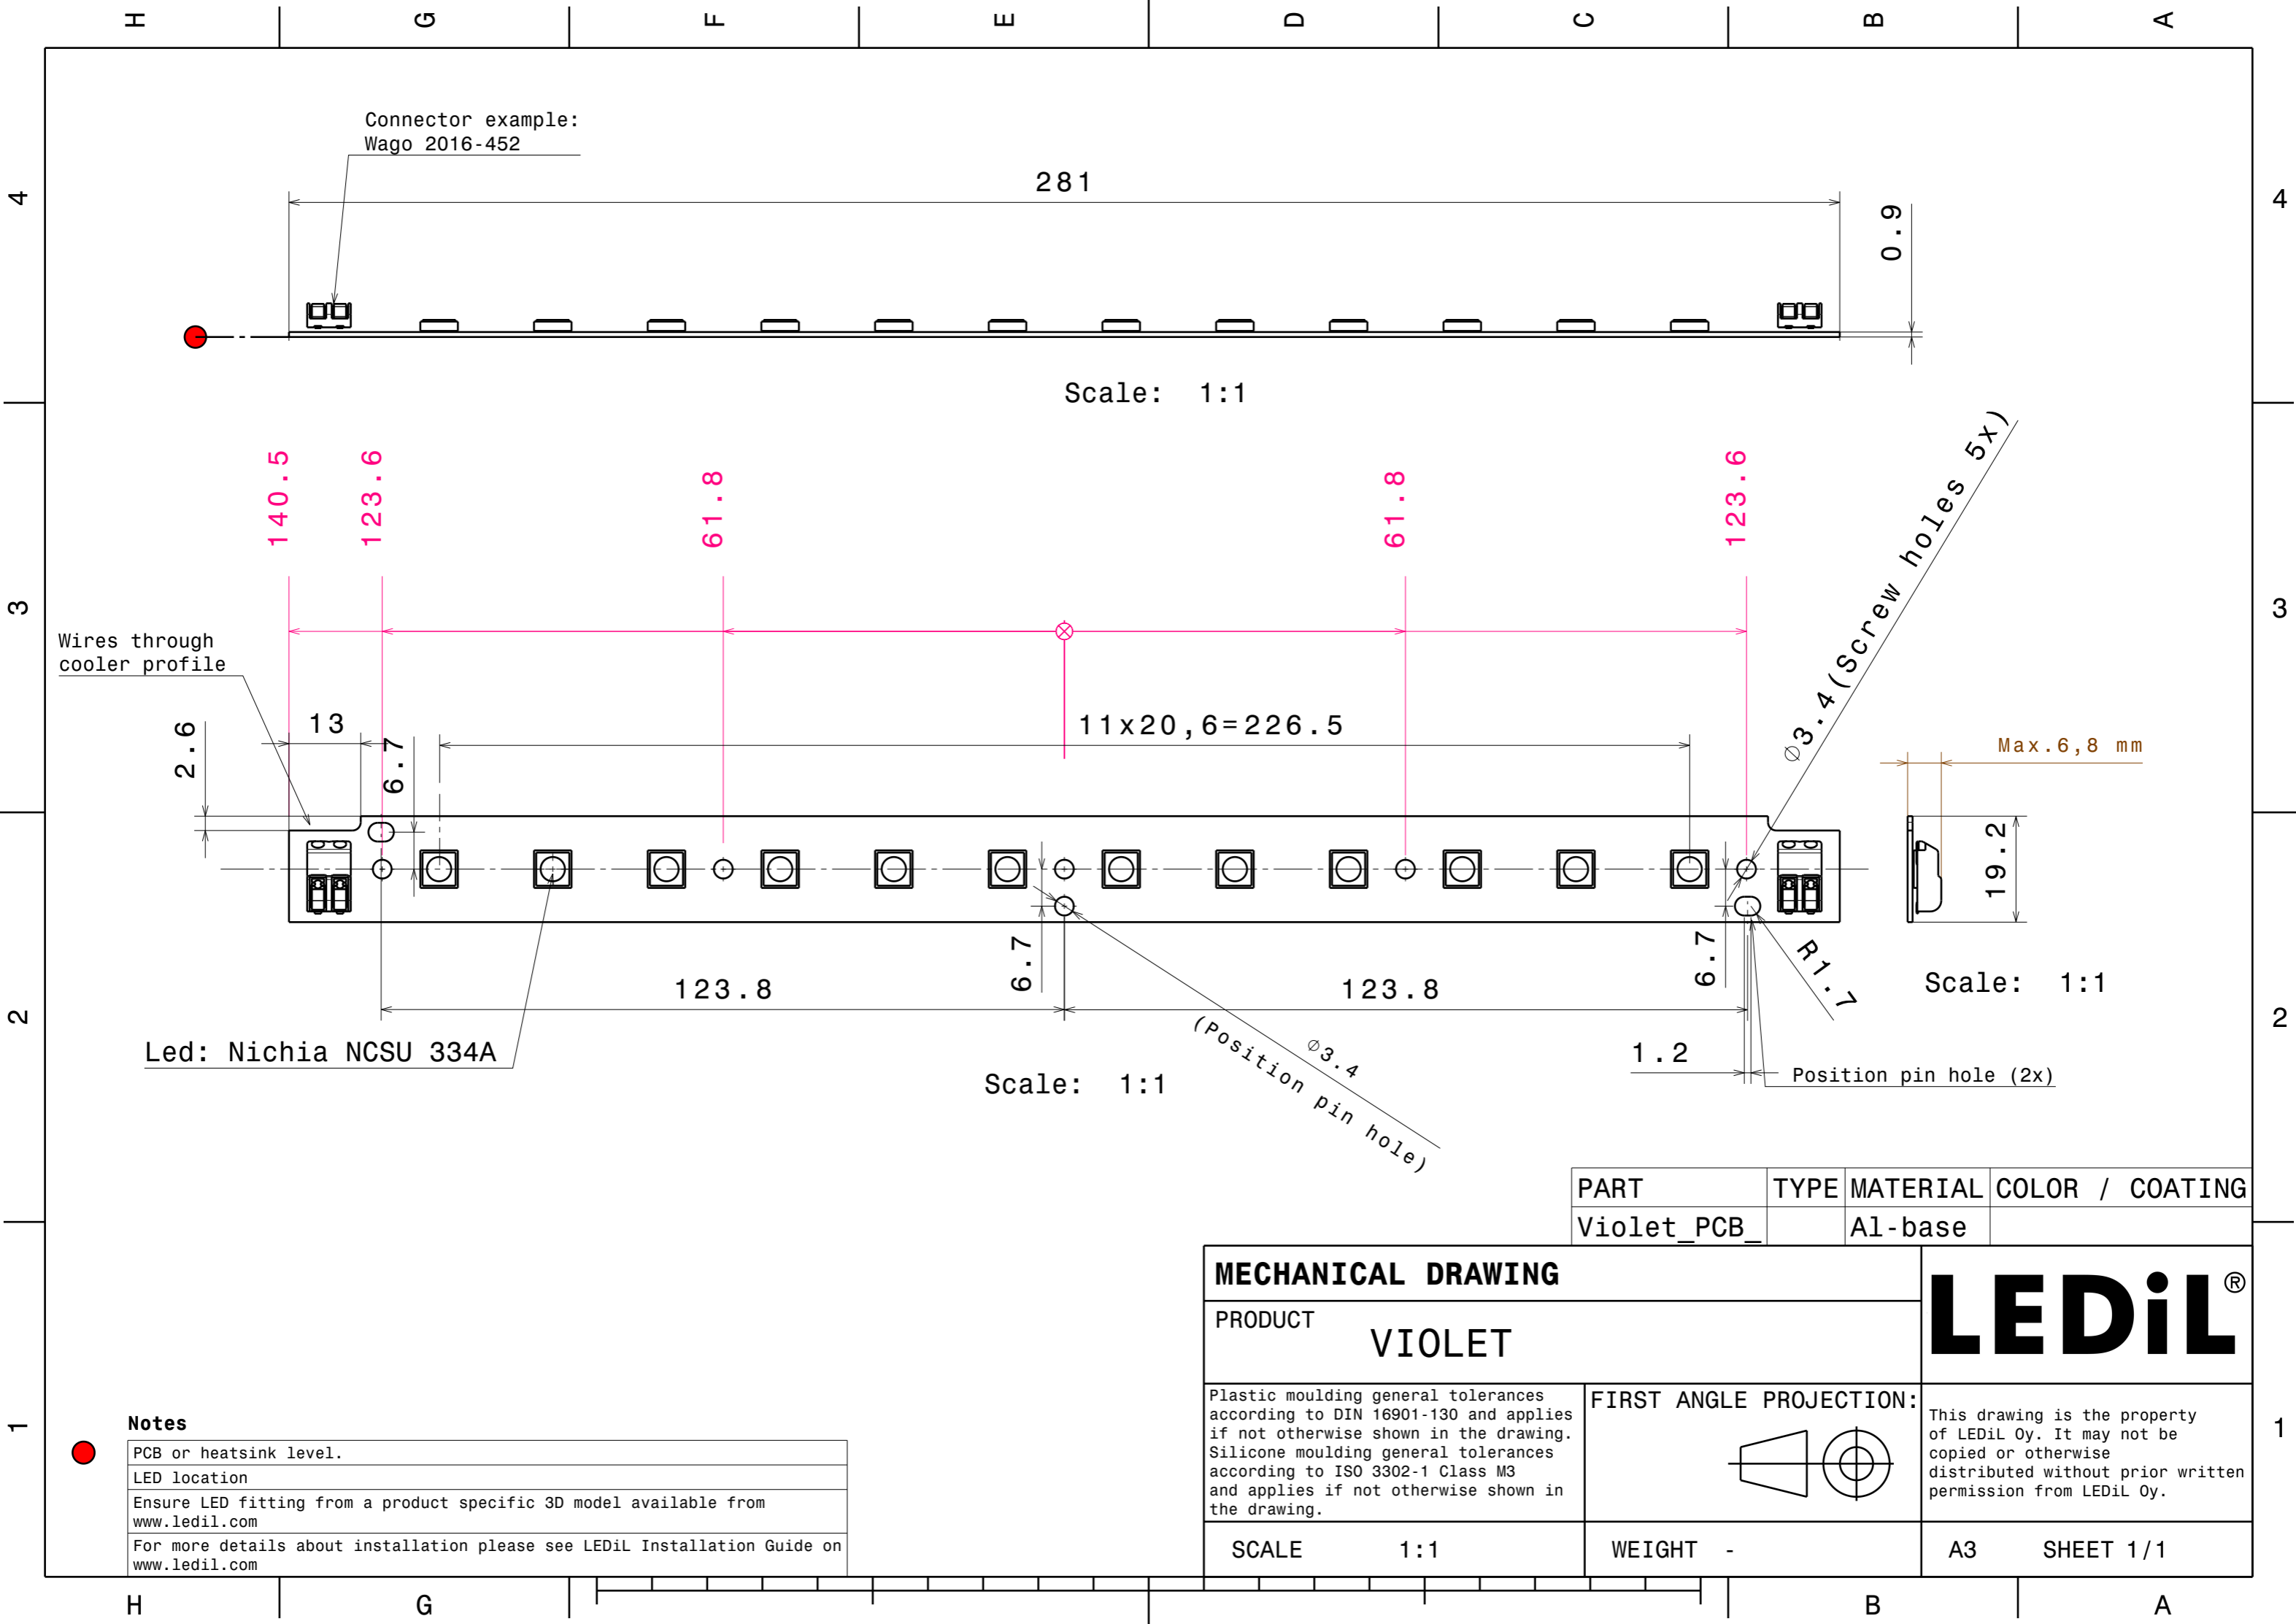 H G F E D C B A
Connector example:
Wago 2016-452
281
0.9
4
4
Scale: 1:1
140.5
123.6
61.8
61.8
123.6
⌀3.4(Screw holes 5x)
3
3
Wires through
cooler profile
2.6
13
6.7
11x20,6=226.5
Max.6,8 mm
19.2
6.7
6.7
R1.7
123.8
123.8
Scale: 1:1
2
2
Led: Nichia NCSU 334A
⌀3.4
(Position pin hole)
Scale: 1:1
1.2
Position pin hole (2x)
PART TYPE MATERIAL COLOR / COATING
Violet_PCB_ Al-base
MECHANICAL DRAWING
PRODUCT
VIOLET
LEDiL®
Plastic moulding general tolerances
according to DIN 16901-130 and applies
if not otherwise shown in the drawing.
Silicone moulding general tolerances
according to ISO 3302-1 Class M3
and applies if not otherwise shown in
the drawing.
FIRST ANGLE PROJECTION:
This drawing is the property
of LEDiL Oy. It may not be
copied or otherwise
distributed without prior written
permission from LEDiL Oy.
SCALE 1:1
WEIGHT -
A3 SHEET 1/1
1
1
Notes
PCB or heatsink level.
LED location
Ensure LED fitting from a product specific 3D model available from
www.ledil.com
For more details about installation please see LEDiL Installation Guide on
www.ledil.com
H G B A